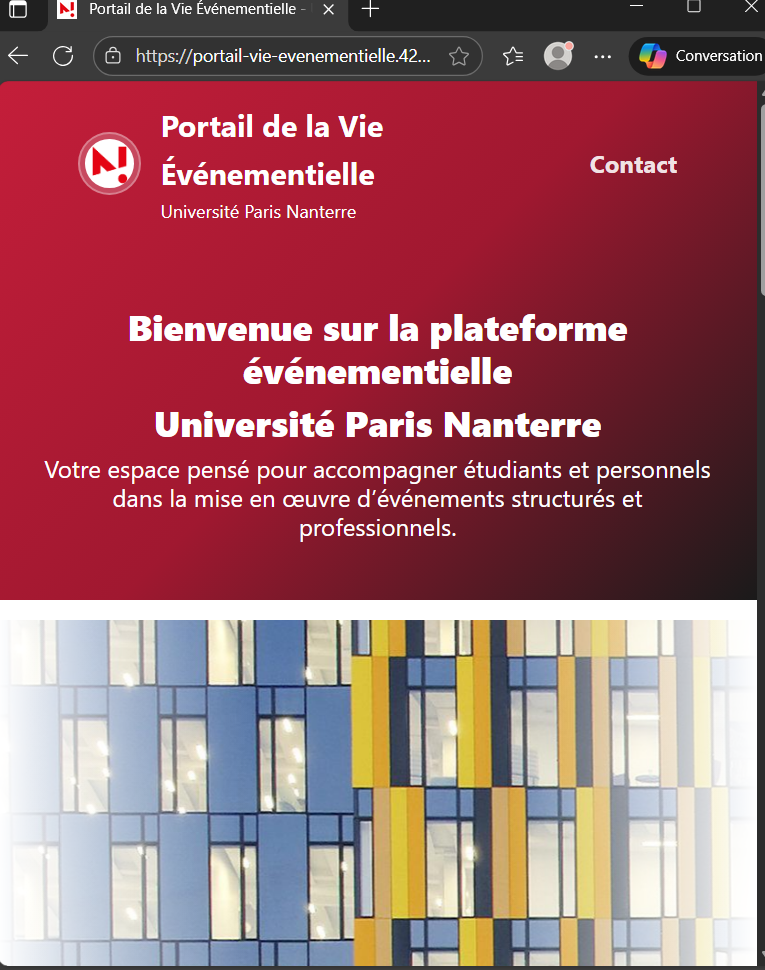 Portail de la Vie Événementielle -
https://portail-vie-evenementielle.42...
Conversation
Portail de la Vie
Événementielle
Université Paris Nanterre
Contact
Bienvenue sur la plateforme
événementielle
Université Paris Nanterre
Votre espace pensé pour accompagner étudiants et personnels
dans la mise en œuvre d’événements structurés et
professionnels.